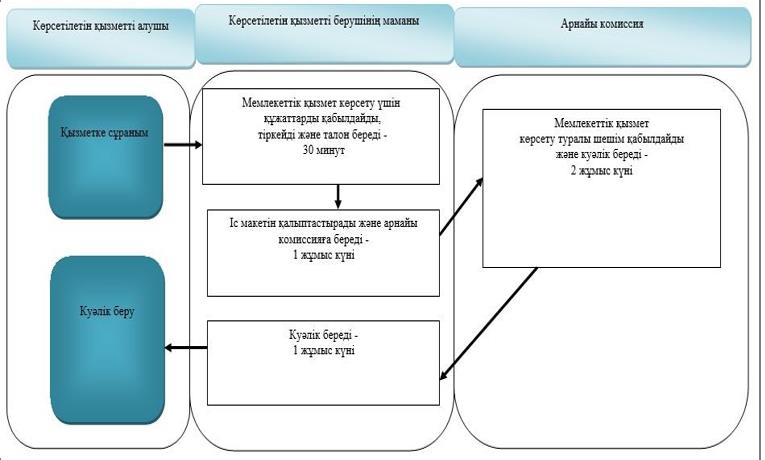 Көрсетілетін қызметті алушы
Көрсетілетін қызметті берушінің маманы
Арнайы комиссия
Қызметке сұраным
Мемлекеттік қызмет көрсету үшін
құжаттарды қабылдайды,
тіркейді және талон береді -
30 минут
Мемлекеттік қызмет
көрсету туралы шешім қабылдайды
және куәлік береді -
2 жұмыс күні
Іс макетін қалыптастырады және арнайы
комиссияға береді -
1 жұмыс күні
Куәлік беру
Куәлік береді -
1 жұмыс күні